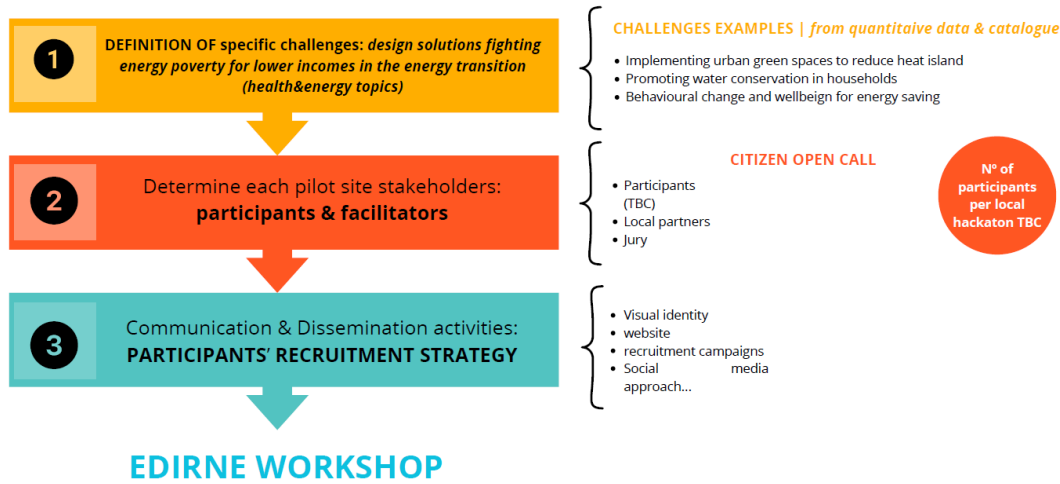 1
DEFINITION OF specific challenges: design solutions fighting
energy poverty for lower incomes in the energy transition
(health&energy topics)
CHALLENGES EXAMPLES | from quantitaive data & catalogue
• Implementing urban green spaces to reduce heat island
• Promoting water conservation in households
• Behavioural change and wellbeign for energy saving
2
Determine each pilot site stakeholders:
participants & facilitators
CITIZEN OPEN CALL
• Participants
(TBC)
• Local partners
• Jury
Nº of
participants
per local
hackaton TBC
3
Communication & Dissemination activities:
PARTICIPANTS’ RECRUITMENT STRATEGY
• Visual identity
• website
• recruitment campaigns
• Social media
approach...
EDIRNE WORKSHOP